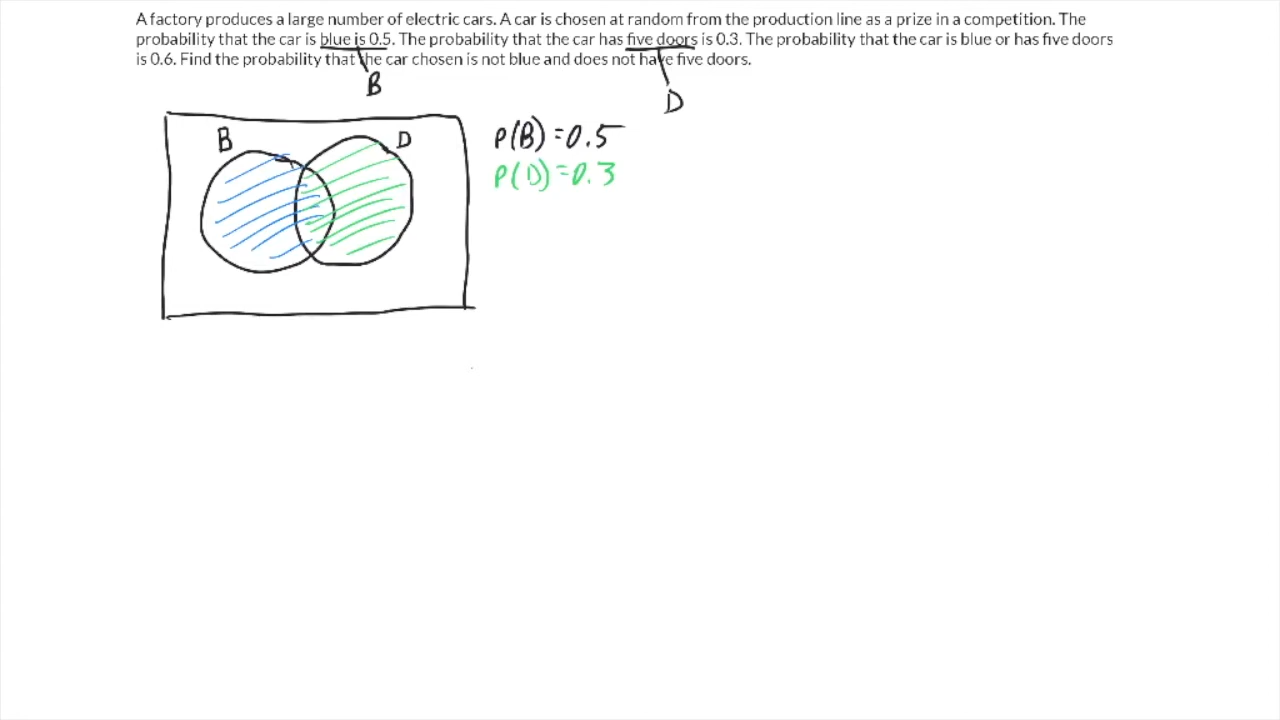 A factory produces a large number of electric cars. A car is chosen at random from the production line as a prize in a competition. The
probability that the car is blue is 0.5. The probability that the car has five doors is 0.3. The probability that the car is blue or has five doors
is 0.6. Find the probability that the car chosen is not blue and does not have five doors.
B
D
B
D
P(B)=0.5
P(D)=0.3